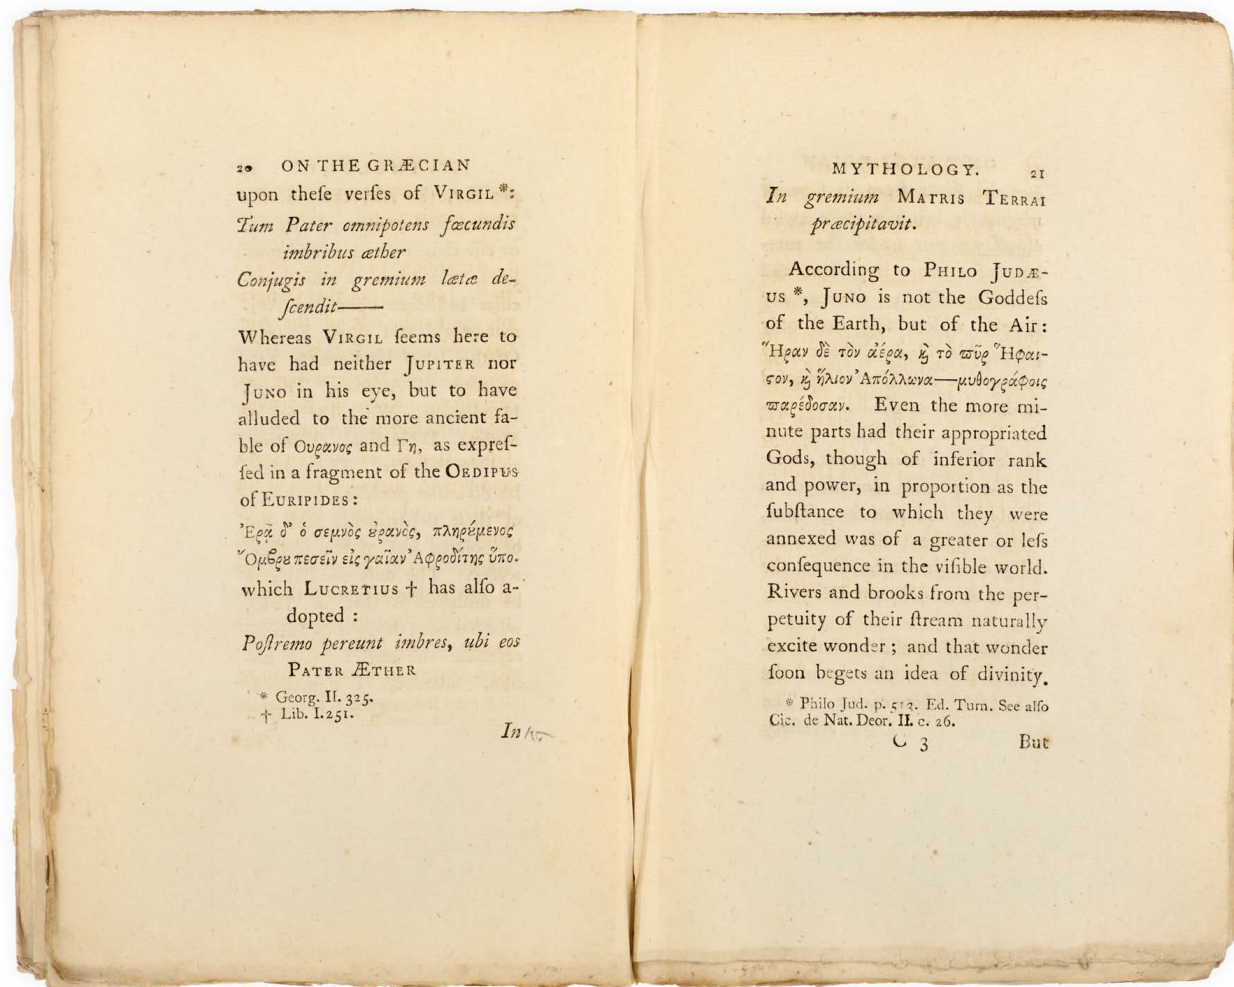 20 ON THE GRÆCIAN
upon theſe verſes of VIRGIL *:
Tum Pater omnipotens fœcundis
imbribus æther
Conjugis in gremium lætæ de-
ſcendit——
Whereas VIRGIL ſeems here to
have had neither JUPITER nor
JUNO in his eye, but to have
alluded to the more ancient fa-
ble of Ουρανος and Γη, as expreſ-
ſed in a fragment of the OEDIPUS
of EURIPIDES:
Ἐρᾷ δ' ὁ σεμνὸς ȣ̓ρανὸς, πληρȣ́μενος
Ὄμβρȣ πεσεῖν εἰς γαῖαν Ἀφροδίτης ὕπο.
which LUCRETIUS † has alſo a-
dopted:
Poſtremo pereunt imbres, ubi eos
PATER ÆTHER
* Georg. II. 325.
† Lib. I. 251.
In
MYTHOLOGY. 21
In gremium MATRIS TERRAI
præcipitavit.
According to PHILO JUDÆ-
US *, JUNO is not the Goddeſs
of the Earth, but of the Air:
Ἥραν δὲ τὸν ἀέρα, ϗ τὸ ϖῦρ Ἥφαι-
ϛον, ϗ ἥλιον Ἀπόλλωνα—μυθογράφοις
ϖαρέδοσαν. Even the more mi-
nute parts had their appropriated
Gods, though of inferior rank
and power, in proportion as the
ſubſtance to which they were
annexed was of a greater or leſs
conſequence in the viſible world.
Rivers and brooks from the per-
petuity of their ſtream naturally
excite wonder; and that wonder
ſoon begets an idea of divinity.
* Philo Jud. p. 513. Ed. Turn. See alſo
Cic. de Nat. Deor. II. c. 26.
C 3 But